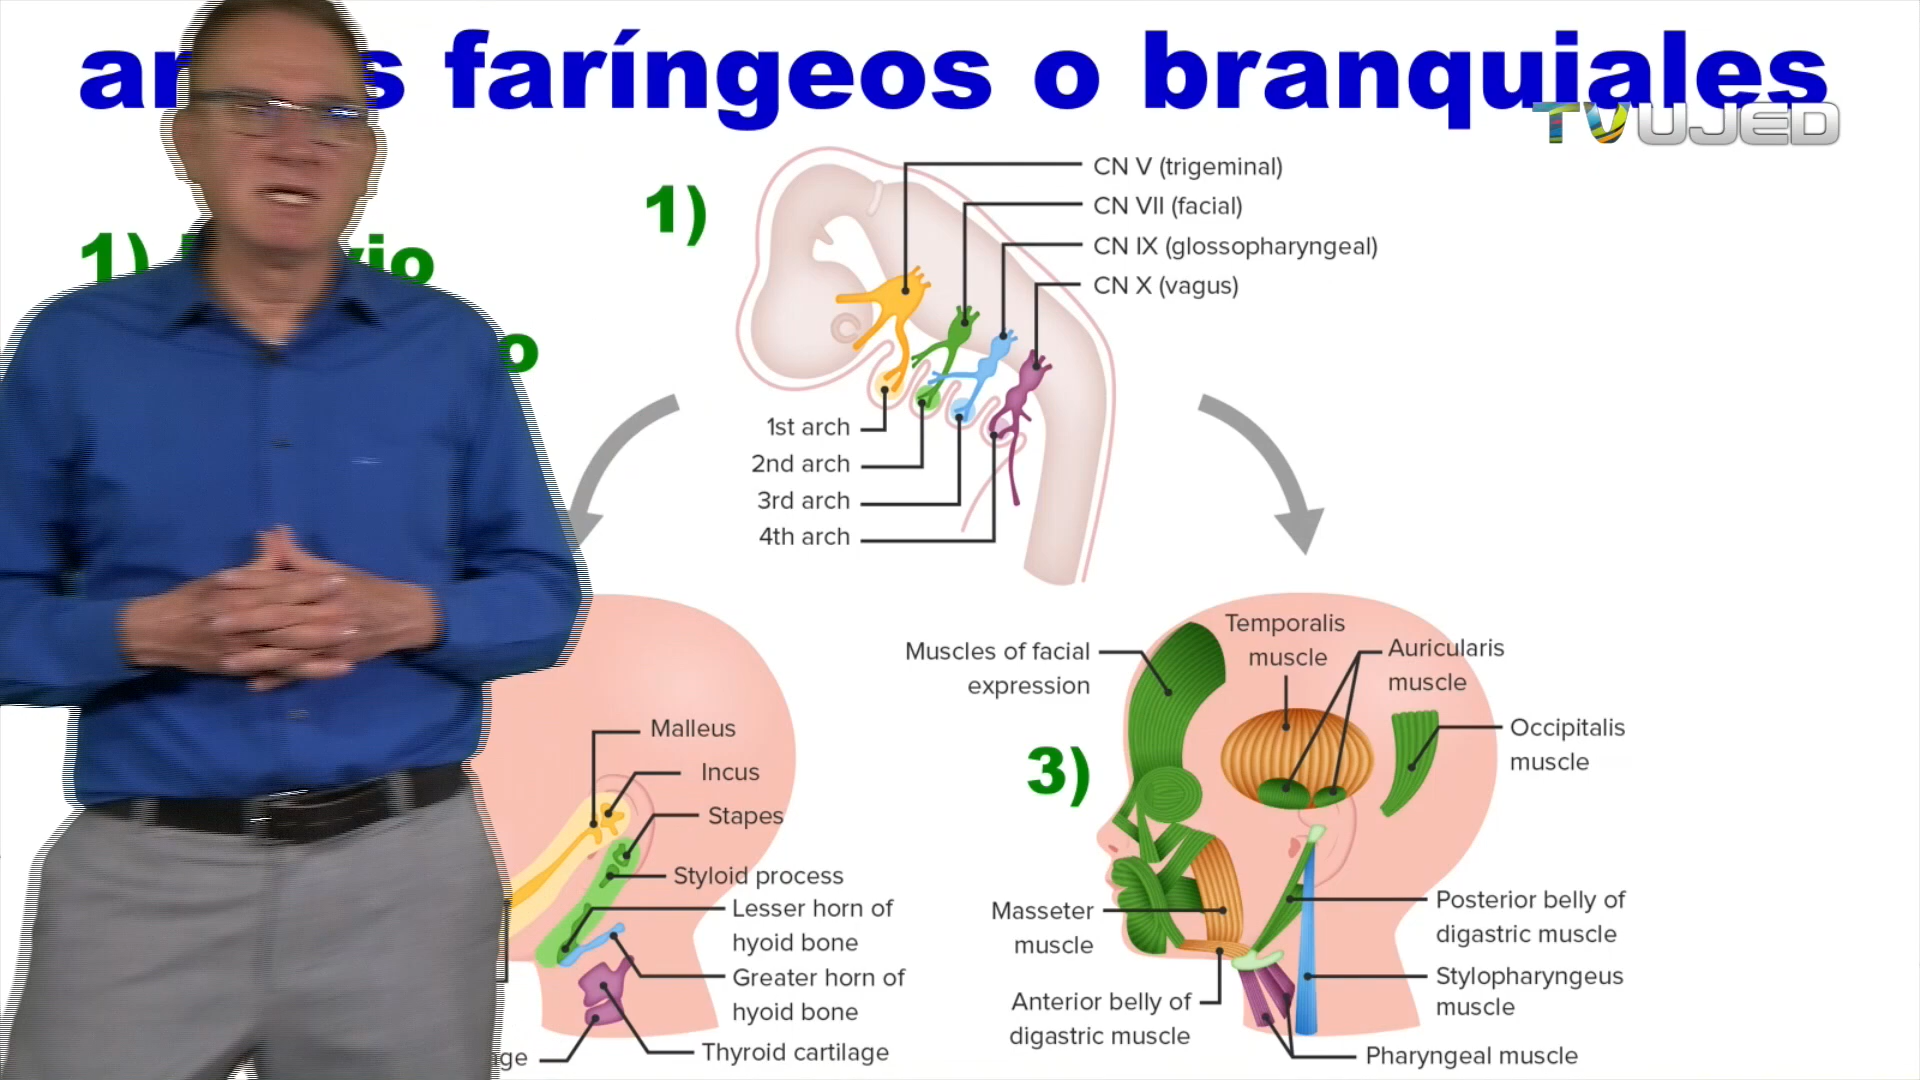 faríngeos o branquiales
TVUJED
1)
1)
CN V (trigeminal)
CN VII (facial)
CN IX (glossopharyngeal)
CN X (vagus)
1st arch
2nd arch
3rd arch
4th arch
Malleus
Incus
Stapes
Styloid process
Lesser horn of
hyoid bone
Greater horn of
hyoid bone
Thyroid cartilage
3)
Muscles of facial
expression
Temporalis
muscle
Auricularis
muscle
Occipitalis
muscle
Masseter
muscle
Anterior belly of
digastric muscle
Posterior belly of
digastric muscle
Stylopharyngeus
muscle
Pharyngeal muscle